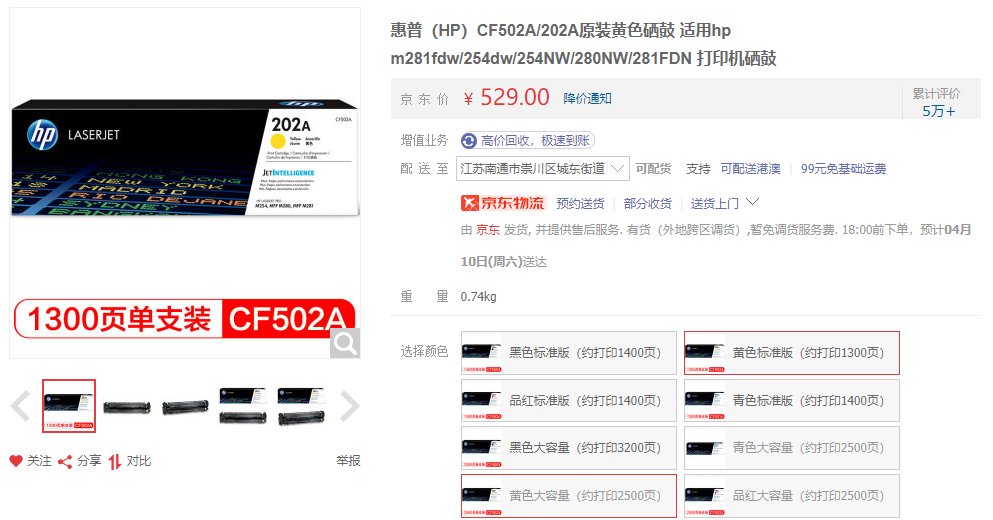 惠普（HP）CF502A/202A原装黄色硒鼓 适用hp
m281fdw/254dw/254NW/280NW/281FDN 打印机硒鼓
京 东 价 ￥ 529.00 降价通知
累计评价
5万+
增值业务 高价回收，极速到账
配 送 至 江苏南通市崇川区城东街道 可配货 支持 可配送港澳 99元免基础运费
京东物流 预约送货 部分收货 送货上门
由 京东 发货, 并提供售后服务. 有货（外地跨区调货）,暂免调货服务费. 18:00前下单，预计04月
10日(周六)送达
重 量 0.74kg
选择颜色
黑色标准版（约打印1400页）
黄色标准版（约打印1300页）
品红标准版（约打印1400页）
青色标准版（约打印1400页）
黑色大容量（约打印3200页）
青色大容量（约打印2500页）
黄色大容量（约打印2500页）
品红大容量（约打印2500页）
hp LASERJET
202A
CF502A
Yellow Amarillo
JETINTELLIGENCE
M254, MFP M280, MFP M281
NEW YORK
MADRID
RIO
1300页单支装 CF502A
关注 分享 对比 举报